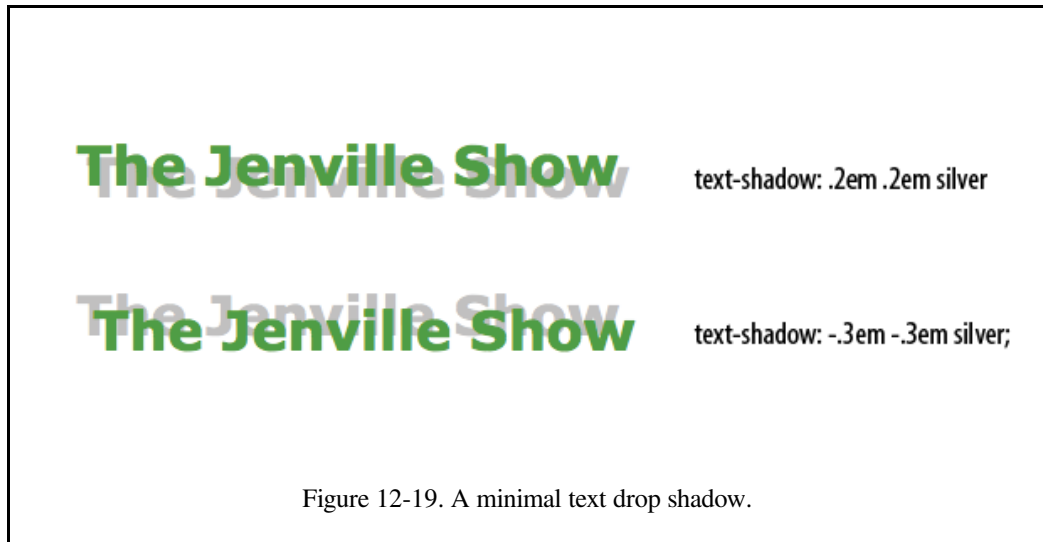 The Jenville Show
text-shadow: .2em .2em silver
The Jenville Show
text-shadow: -.3em -.3em silver;
Figure 12-19. A minimal text drop shadow.